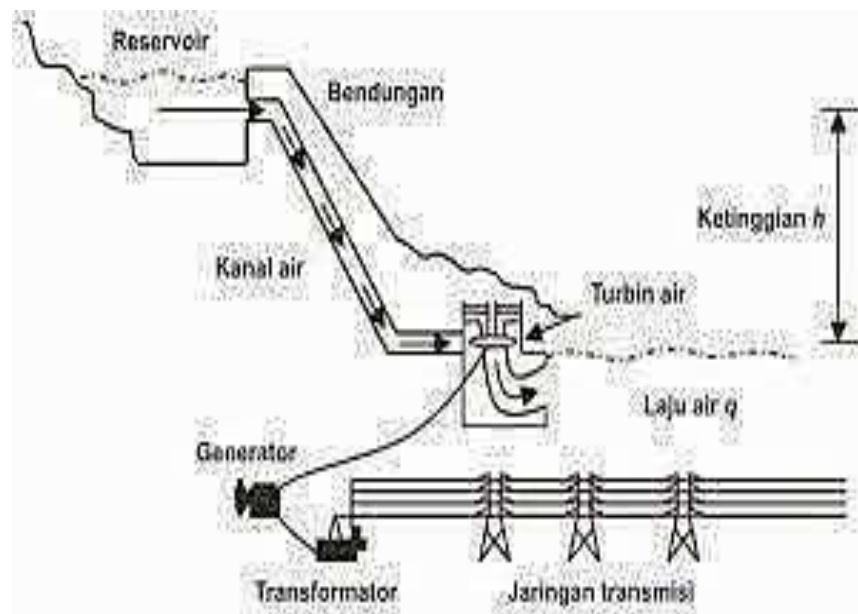 Reservoir
Bendungan
Ketinggian h
Kanal air
Turbin air
Laju air q
Generator
Transformator
Jaringan transmisi